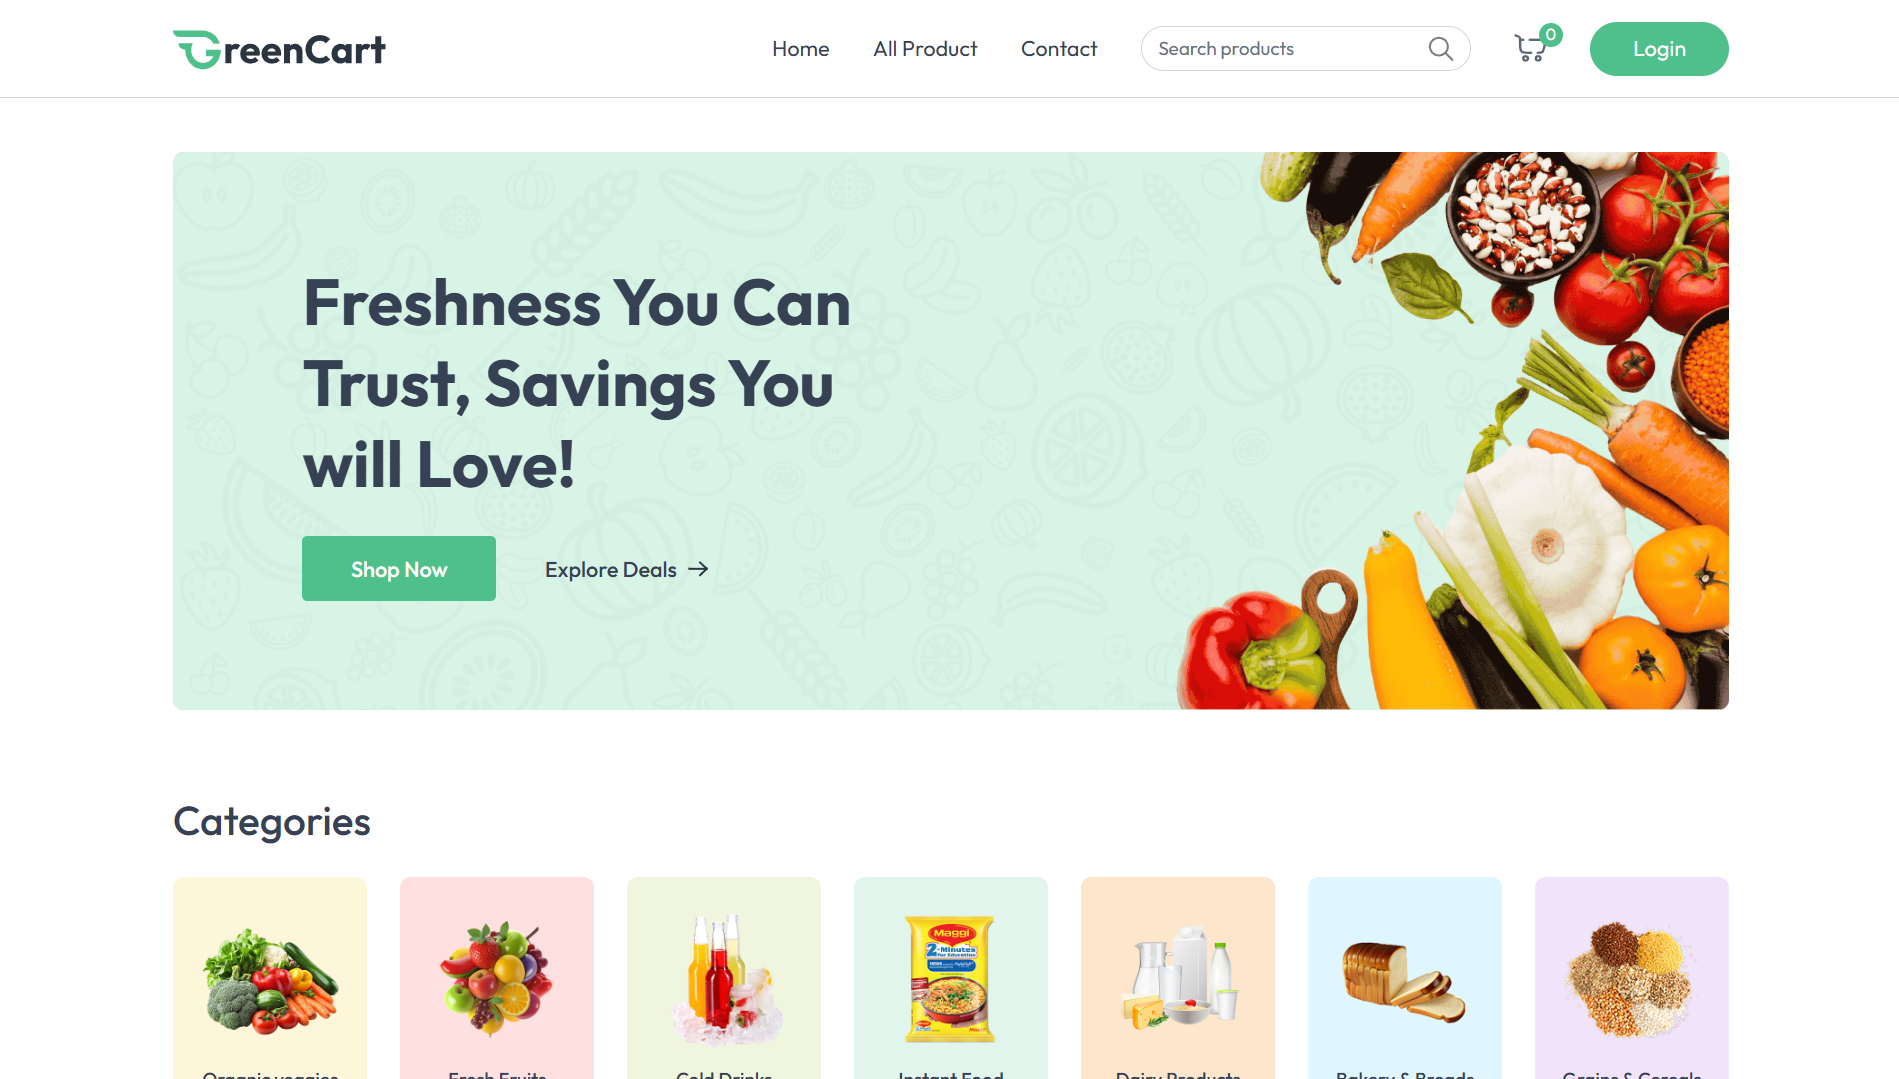 GreenCart
Home
All Product
Contact
Search products
0
Login
Freshness You Can
Trust, Savings You
will Love!
Shop Now
Explore Deals
Categories
Maggi
2-Minutes
for Education
Organic veggies
Fresh Fruits
Cold Drinks
Instant Food
Dairy Products
Bakery & Breads
Grains & Cereals